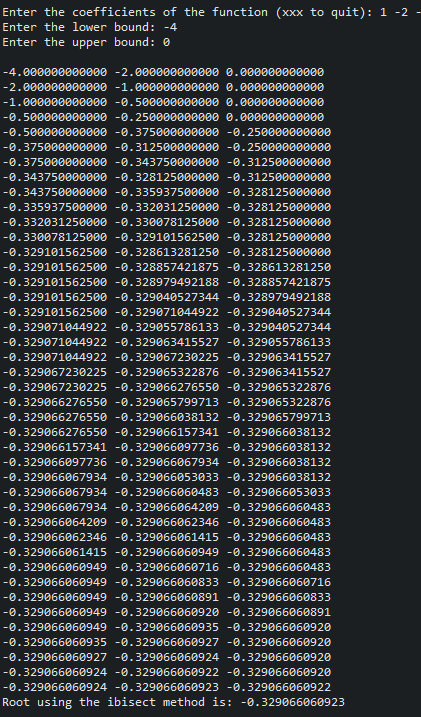 Enter the coefficients of the function (xxx to quit): 1 -2 -
Enter the lower bound: -4
Enter the upper bound: 0
-4.000000000000 -2.000000000000 0.000000000000
-2.000000000000 -1.000000000000 0.000000000000
-1.000000000000 -0.500000000000 0.000000000000
-0.500000000000 -0.250000000000 0.000000000000
-0.500000000000 -0.375000000000 -0.250000000000
-0.375000000000 -0.312500000000 -0.250000000000
-0.375000000000 -0.343750000000 -0.312500000000
-0.343750000000 -0.328125000000 -0.312500000000
-0.343750000000 -0.335937500000 -0.328125000000
-0.335937500000 -0.332031250000 -0.328125000000
-0.332031250000 -0.330078125000 -0.328125000000
-0.330078125000 -0.329101562500 -0.328125000000
-0.329101562500 -0.328613281250 -0.328125000000
-0.329101562500 -0.328857421875 -0.328613281250
-0.329101562500 -0.328979492188 -0.328857421875
-0.329101562500 -0.329040527344 -0.328979492188
-0.329101562500 -0.329071044922 -0.329040527344
-0.329071044922 -0.329055786133 -0.329040527344
-0.329071044922 -0.329063415527 -0.329055786133
-0.329071044922 -0.329067230225 -0.329063415527
-0.329067230225 -0.329065322876 -0.329063415527
-0.329067230225 -0.329066276550 -0.329065322876
-0.329066276550 -0.329065799713 -0.329065322876
-0.329066276550 -0.329066038132 -0.329065799713
-0.329066276550 -0.329066157341 -0.329066038132
-0.329066157341 -0.329066097736 -0.329066038132
-0.329066097736 -0.329066067934 -0.329066038132
-0.329066067934 -0.329066053033 -0.329066038132
-0.329066067934 -0.329066060483 -0.329066053033
-0.329066067934 -0.329066064209 -0.329066060483
-0.329066064209 -0.329066062346 -0.329066060483
-0.329066062346 -0.329066061415 -0.329066060483
-0.329066061415 -0.329066060949 -0.329066060483
-0.329066060949 -0.329066060716 -0.329066060483
-0.329066060949 -0.329066060833 -0.329066060716
-0.329066060949 -0.329066060891 -0.329066060833
-0.329066060949 -0.329066060920 -0.329066060891
-0.329066060949 -0.329066060935 -0.329066060920
-0.329066060935 -0.329066060927 -0.329066060920
-0.329066060927 -0.329066060924 -0.329066060920
-0.329066060924 -0.329066060922 -0.329066060920
-0.329066060924 -0.329066060923 -0.329066060922
Root using the ibisect method is: -0.329066060923